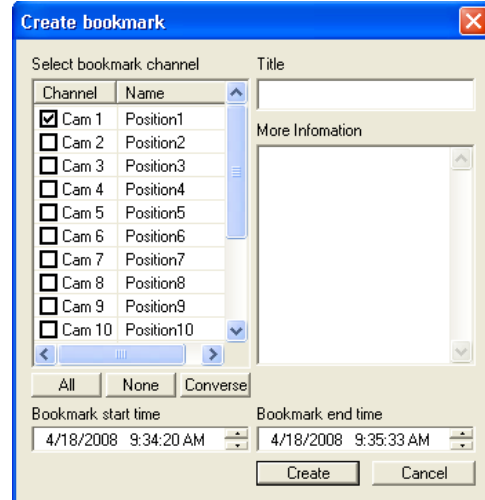 Create bookmark
Select bookmark channel
Channel Name
Cam 1 Position1
Cam 2 Position2
Cam 3 Position3
Cam 4 Position4
Cam 5 Position5
Cam 6 Position6
Cam 7 Position7
Cam 8 Position8
Cam 9 Position9
Cam 10 Position10
All None Converse
Title
More Infomation
Bookmark start time
4/18/2008 9:34:20 AM
Bookmark end time
4/18/2008 9:35:33 AM
Create Cancel